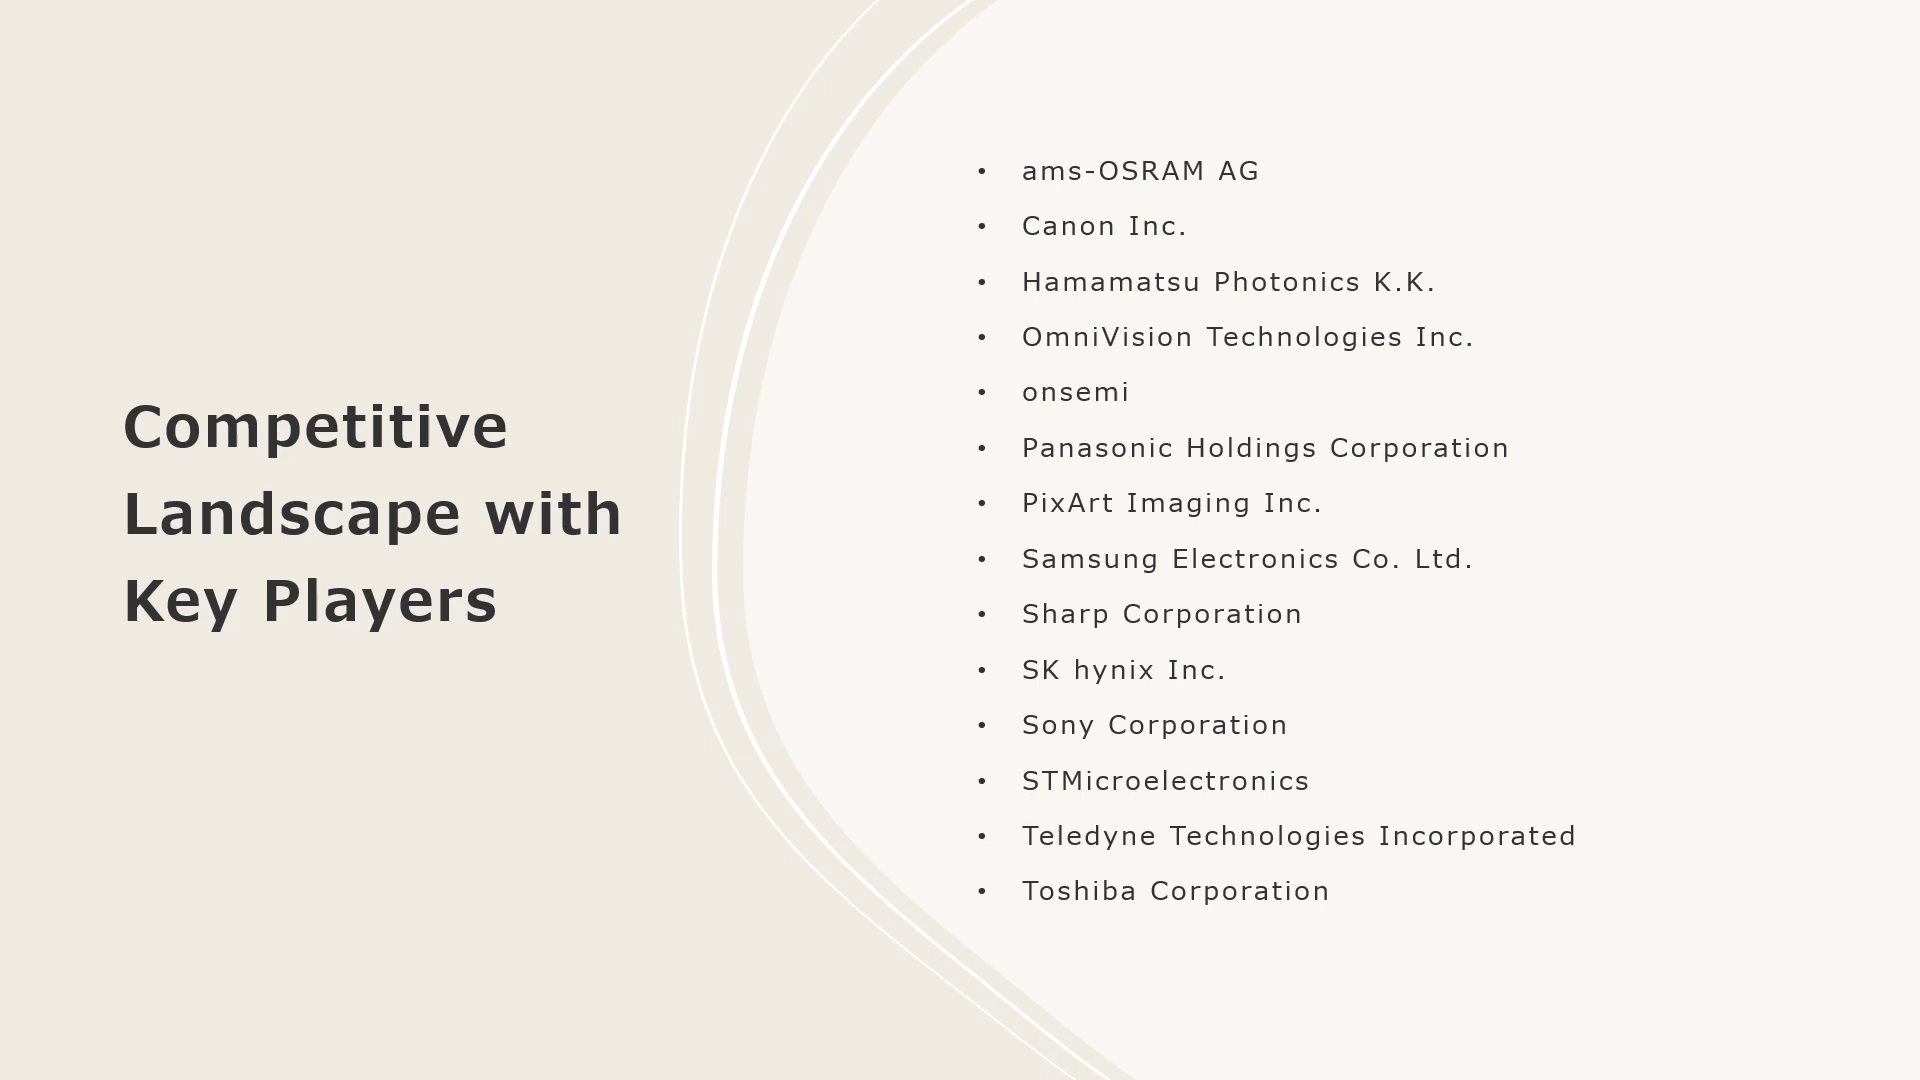 Competitive
Landscape with
Key Players
• ams-OSRAM AG
• Canon Inc.
• Hamamatsu Photonics K.K.
• OmniVision Technologies Inc.
• onsemi
• Panasonic Holdings Corporation
• PixArt Imaging Inc.
• Samsung Electronics Co. Ltd.
• Sharp Corporation
• SK hynix Inc.
• Sony Corporation
• STMicroelectronics
• Teledyne Technologies Incorporated
• Toshiba Corporation